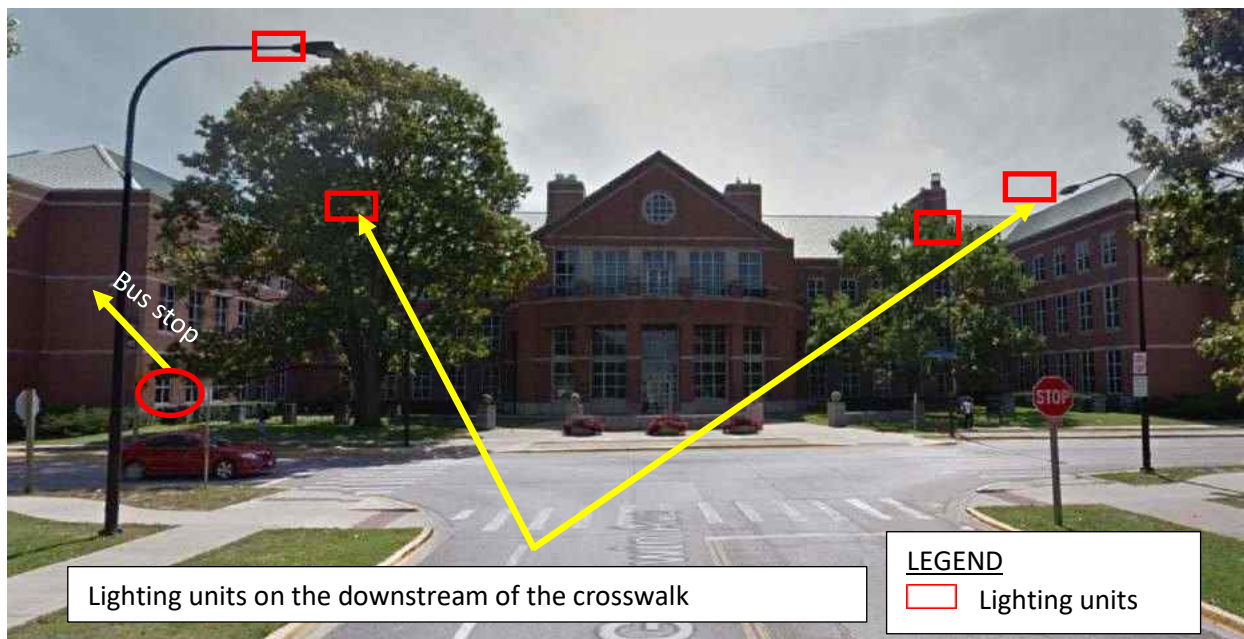 Bus stop
STOP
Lighting units on the downstream of the crosswalk
LEGEND
Lighting units